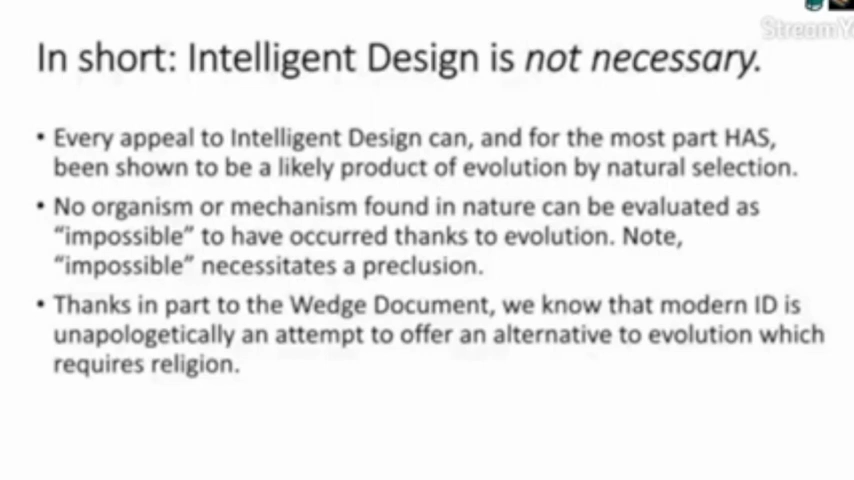 StreamY
In short: Intelligent Design is not necessary.
• Every appeal to Intelligent Design can, and for the most part HAS,
been shown to be a likely product of evolution by natural selection.
• No organism or mechanism found in nature can be evaluated as
“impossible” to have occurred thanks to evolution. Note,
“impossible” necessitates a preclusion.
• Thanks in part to the Wedge Document, we know that modern ID is
unapologetically an attempt to offer an alternative to evolution which
requires religion.